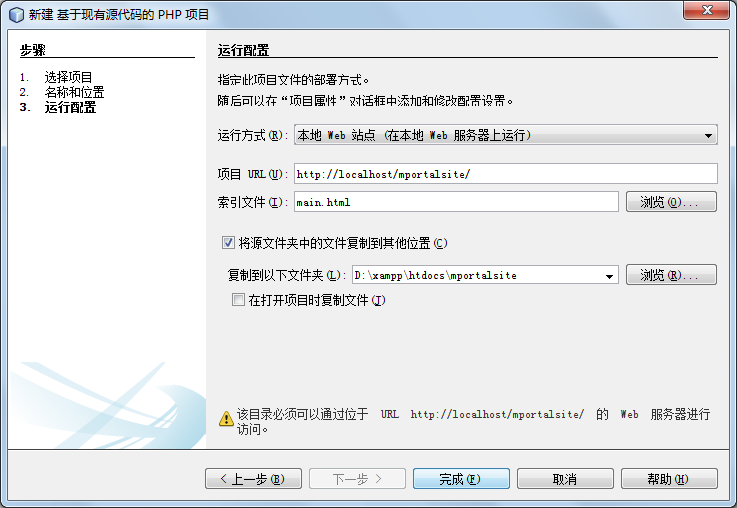 新建 基于现有源代码的 PHP 项目
步骤
1. 选择项目
2. 名称和位置
3. 运行配置
运行配置
指定此项目文件的部署方式。
随后可以在“项目属性”对话框中添加和修改配置设置。
运行方式(R): 本地 Web 站点 (在本地 Web 服务器上运行)
项目 URL(U): http://localhost/mportalsite/
索引文件(I): main.html 浏览(O)...
将源文件夹中的文件复制到其他位置(C)
复制到以下文件夹(L): D:\xampp\htdocs\mportalsite 浏览(R)...
在打开项目时复制文件(J)
该目录必须可以通过位于 URL http://localhost/mportalsite/ 的 Web 服务器进行
访问。
< 上一步(B) 下一步 > 完成(F) 取消 帮助(H)